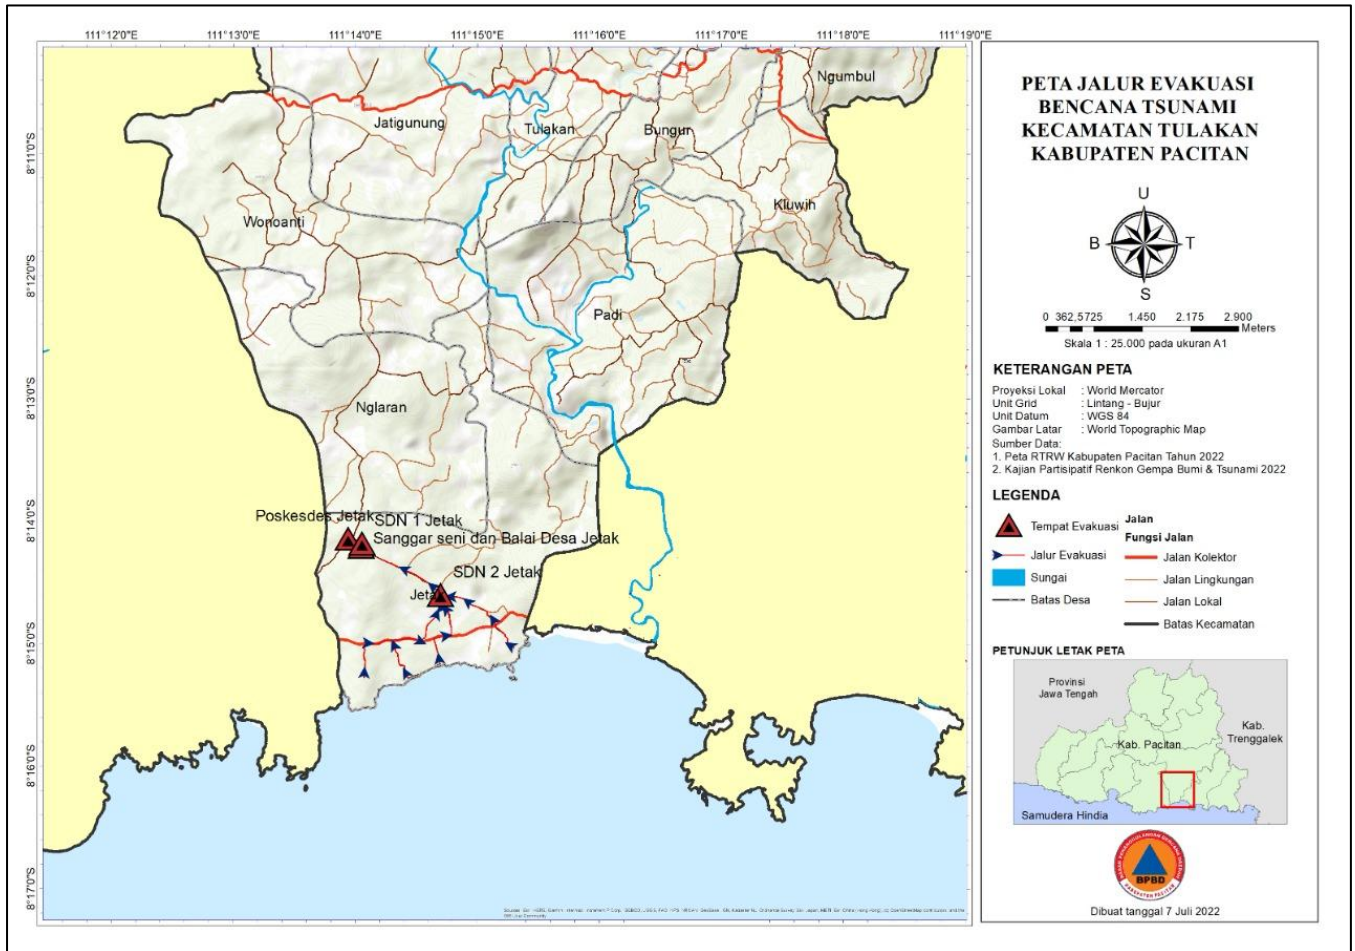 111°12'0"E 111°13'0"E 111°14'0"E 111°15'0"E 111°16'0"E 111°17'0"E 111°18'0"E 111°19'0"E
8°11'0"S
8°12'0"S
8°13'0"S
8°14'0"S
8°15'0"S
8°16'0"S
8°17'0"S
Ngumbul
Jatigunung
Tulakan
Bungur
Wonoanti
Kluwih
Padi
Nglaran
Poskesdes Jetak
SDN 1 Jetak
Sanggar seni dan Balai Desa Jetak
SDN 2 Jetak
PETA JALUR EVAKUASI
BENCANA TSUNAMI
KECAMATAN TULAKAN
KABUPATEN PACITAN
U
B T
S
0 362,5725 1.450 2.175 2.900
Meters
Skala 1 : 25.000 pada ukuran A1
KETERANGAN PETA
Proyeksi Lokal : World Mercator
Unit Grid : Lintang - Bujur
Unit Datum : WGS 84
Gambar Latar : World Topographic Map
Sumber Data:
1. Peta RTRW Kabupaten Pacitan Tahun 2022
2. Kajian Partisipatif Renkon Gempa Bumi & Tsunami 2022
LEGENDA
Tempat Evakuasi
Jalur Evakuasi
Sungai
Batas Desa
Jalan
Fungsi Jalan
Jalan Kolektor
Jalan Lingkungan
Jalan Lokal
Batas Kecamatan
PETUNJUK LETAK PETA
Provinsi
Jawa Tengah
Kab. Pacitan
Kab.
Trenggalek
Samudera Hindia
BPBD
Dibuat tanggal 7 Juli 2022